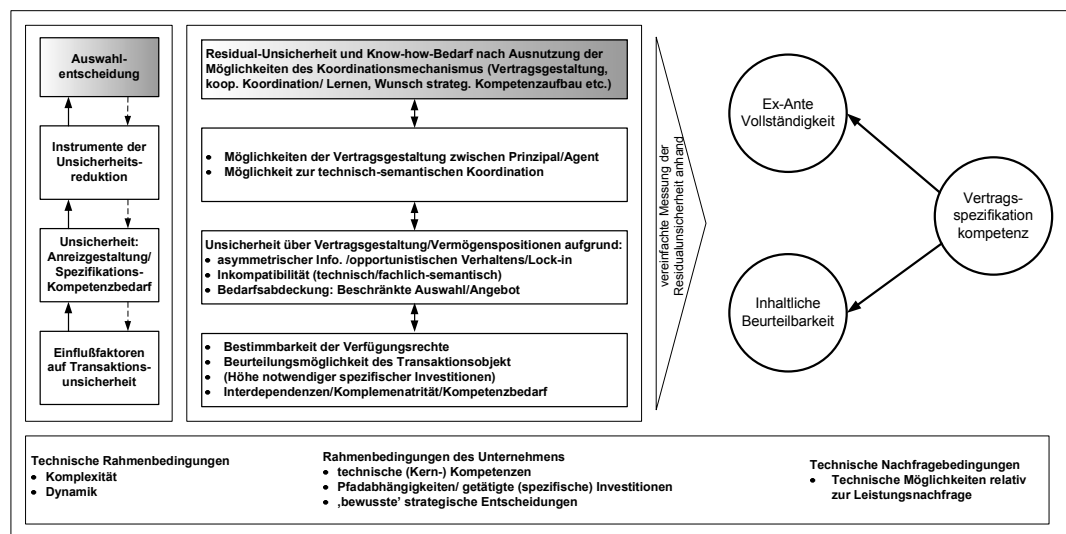 Auswahl-
entscheidung
Instrumente der
Unsicherheits-
reduktion
Unsicherheit:
Anreizgestaltung/
Spezifikations-
Kompetenzbedarf
Einflußfaktoren
auf Transaktions-
unsicherheit
Residual-Unsicherheit und Know-how-Bedarf nach Ausnutzung der
Möglichkeiten des Koordinationsmechanismus (Vertragsgestaltung,
koop. Koordination/ Lernen, Wunsch strateg. Kompetenzaufbau etc.)
• Möglichkeiten der Vertragsgestaltung zwischen Prinzipal/Agent
• Möglichkeit zur technisch-semantischen Koordination
Unsicherheit über Vertragsgestaltung/Vermögenspositionen aufgrund:
• asymmetrischer Info. /opportunistischen Verhaltens/Lock-in
• Inkompatibilität (technisch/fachlich-semantisch)
• Bedarfsabdeckung: Beschränkte Auswahl/Angebot
• Bestimmbarkeit der Verfügungsrechte
• Beurteilungsmöglichkeit des Transaktionsobjekt
• (Höhe notwendiger spezifischer Investitionen)
• Interdependenzen/Komplemenatrität/Kompetenzbedarf
vereinfachte Messung der
Residualunsicherheit anhand
Ex-Ante
Vollständigkeit
Vertrags-
spezifikation
kompetenz
Inhaltliche
Beurteilbarkeit
Technische Rahmenbedingungen
• Komplexität
• Dynamik
Rahmenbedingungen des Unternehmens
• technische (Kern-) Kompetenzen
• Pfadabhängigkeiten/ getätigte (spezifische) Investitionen
• ‚bewusste’ strategische Entscheidungen
Technische Nachfragebedingungen
• Technische Möglichkeiten relativ
zur Leistungsnachfrage